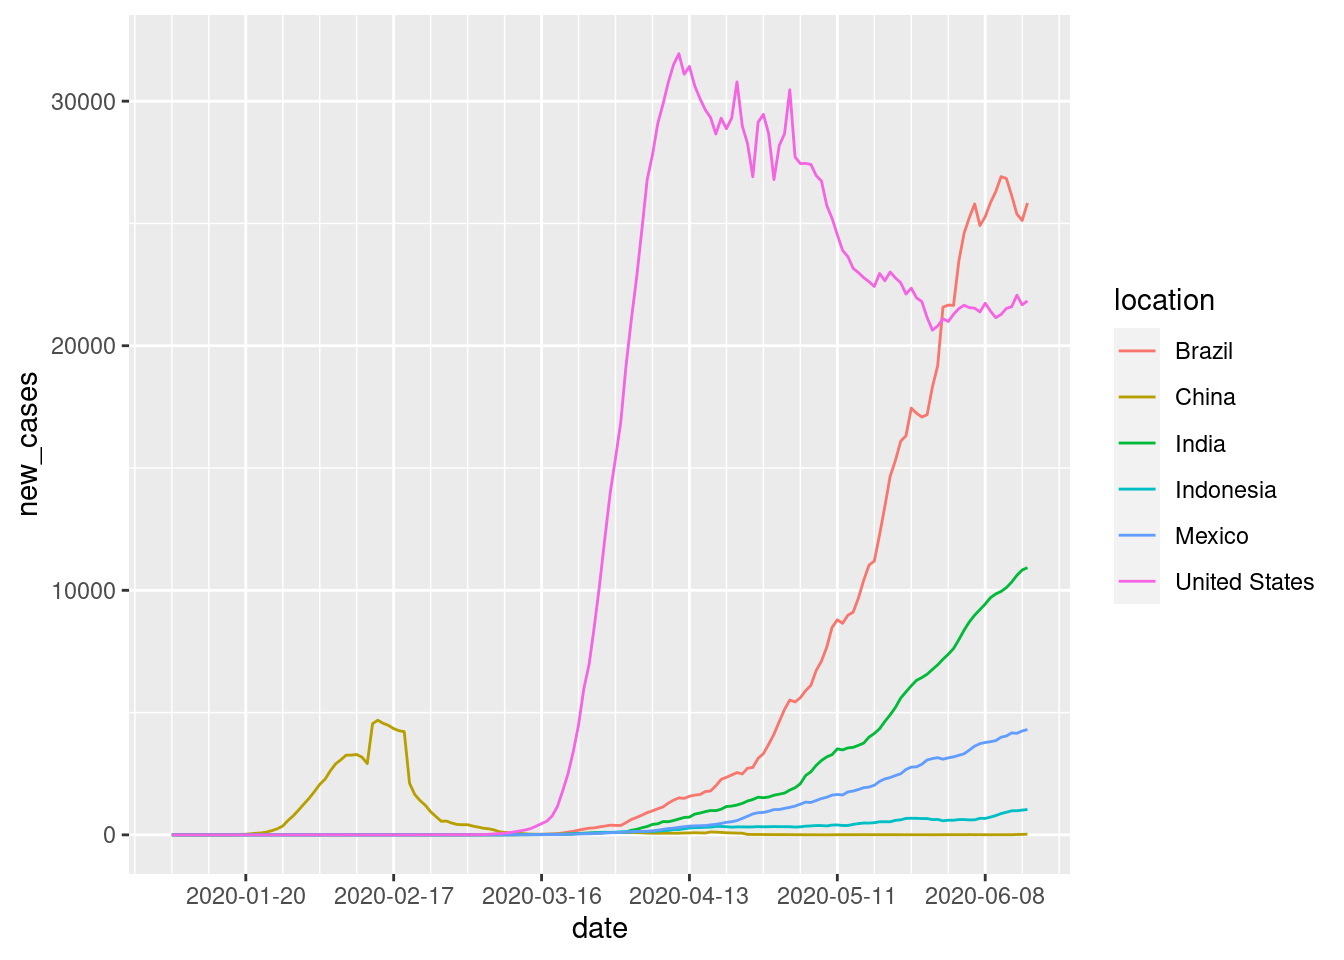 30000
20000
10000
0
new_cases
2020-01-20 2020-02-17 2020-03-16 2020-04-13 2020-05-11 2020-06-08
date
location
Brazil
China
India
Indonesia
Mexico
United States